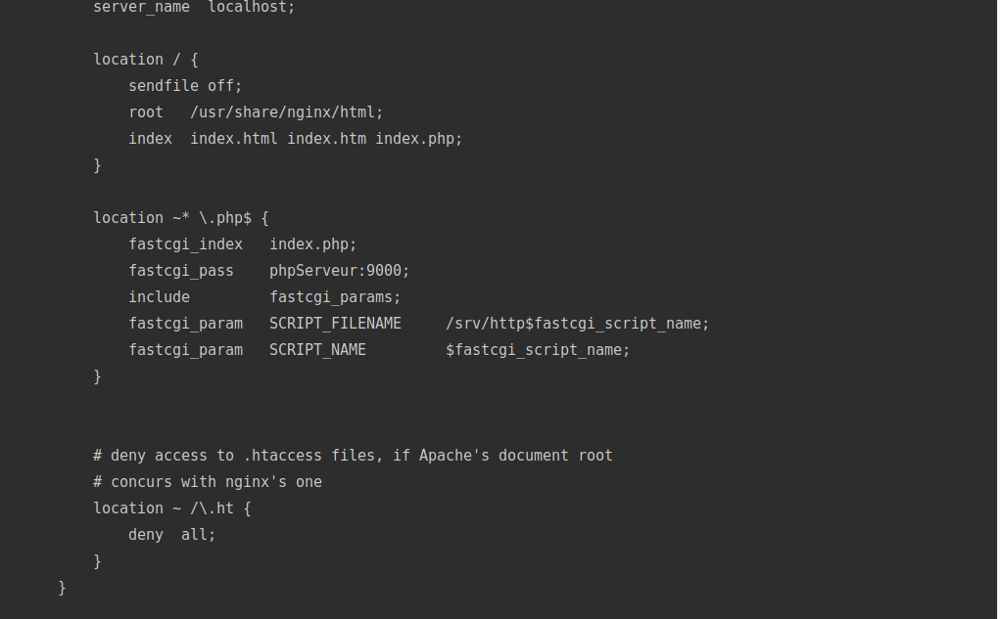 server_name  localhost;
location / {
sendfile off;
root   /usr/share/nginx/html;
index  index.html index.htm index.php;
}
location ~* \.php$ {
fastcgi_index   index.php;
fastcgi_pass    phpServeur:9000;
include         fastcgi_params;
fastcgi_param   SCRIPT_FILENAME     /srv/http$fastcgi_script_name;
fastcgi_param   SCRIPT_NAME         $fastcgi_script_name;
}
# deny access to .htaccess files, if Apache's document root
# concurs with nginx's one
location ~ /\.ht {
deny  all;
}
}